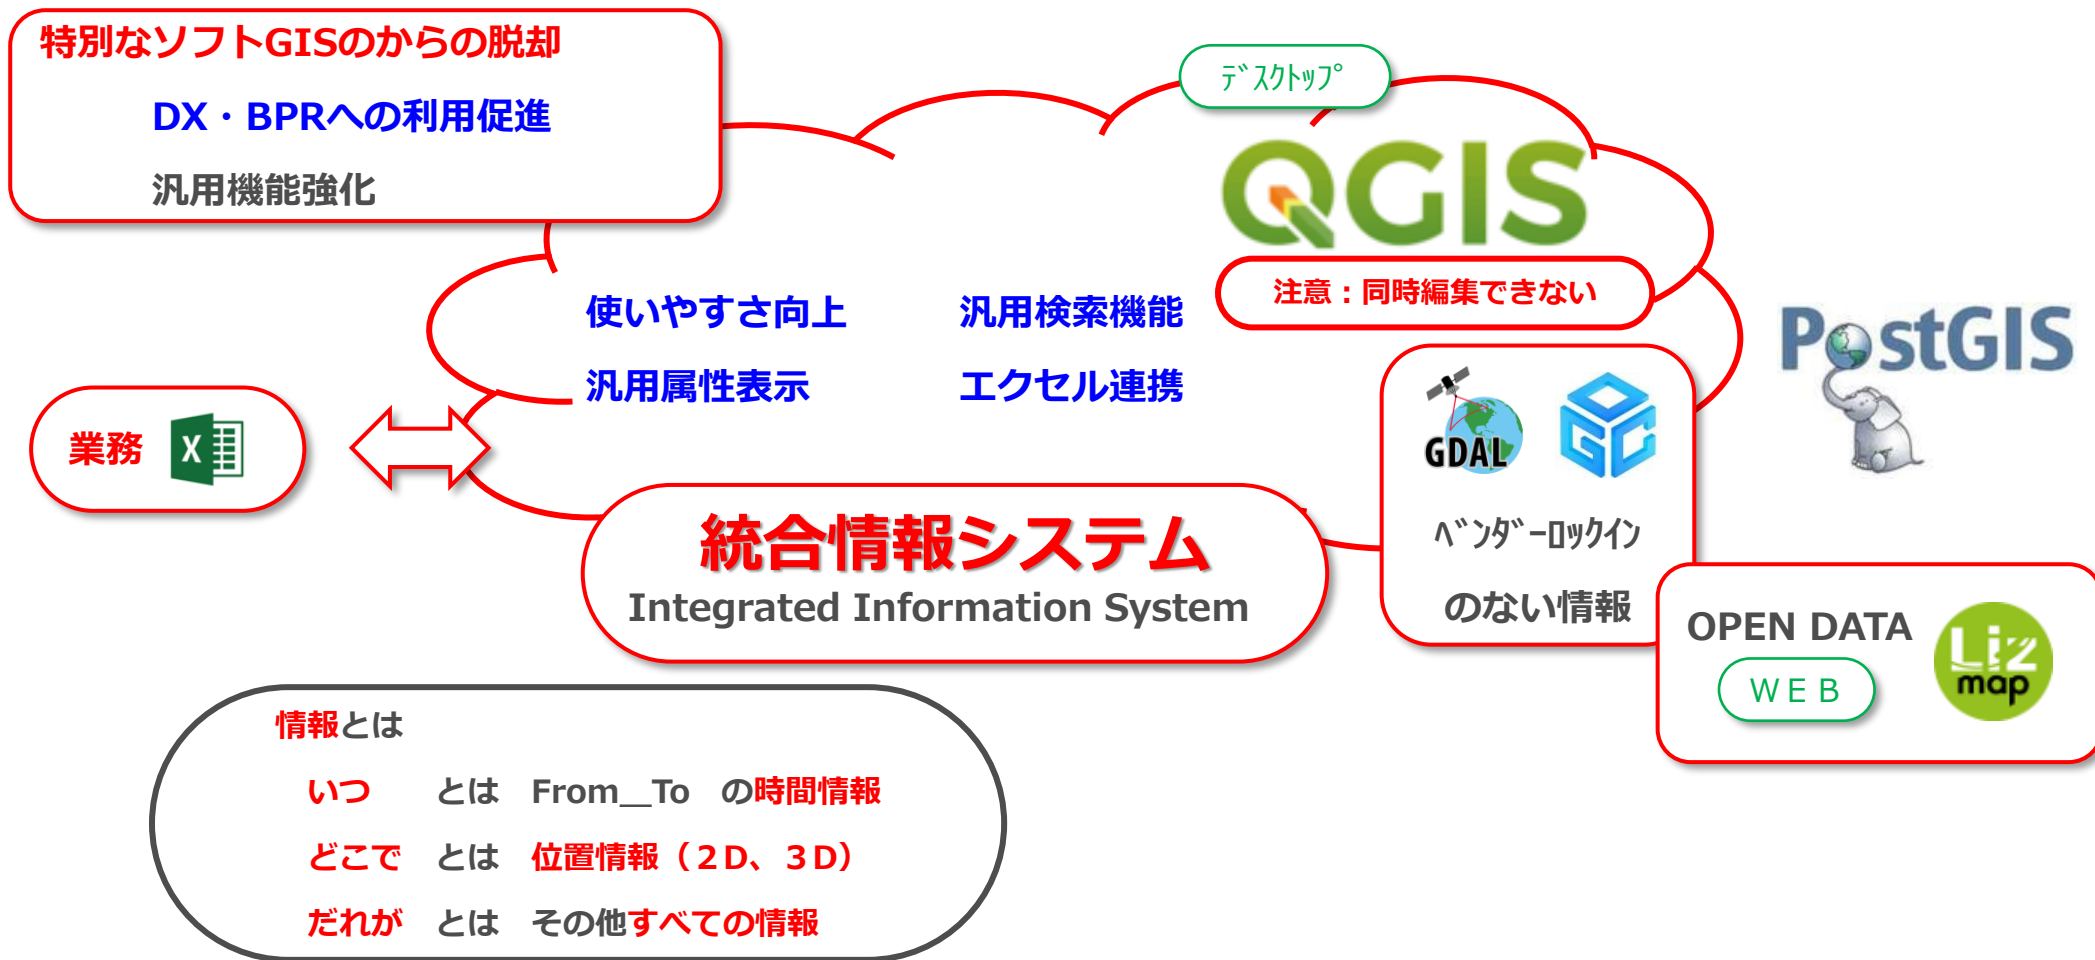 特別なソフトGISのからの脱却
DX・BPRへの利用促進
汎用機能強化
ﾃﾞｽｸﾄｯﾌﾟ
QGIS
注意：同時編集できない
使いやすさ向上 汎用検索機能
汎用属性表示 エクセル連携
PostGIS
業務 X
GDAL OGC
ﾍﾞﾝﾀﾞｰﾛｯｸｲﾝ
のない情報
統合情報システム
Integrated Information System
OPEN DATA
ＷＥＢ
Liz
map
情報とは
いつ とは From＿To の時間情報
どこで とは 位置情報（２D、３D）
だれが とは その他すべての情報